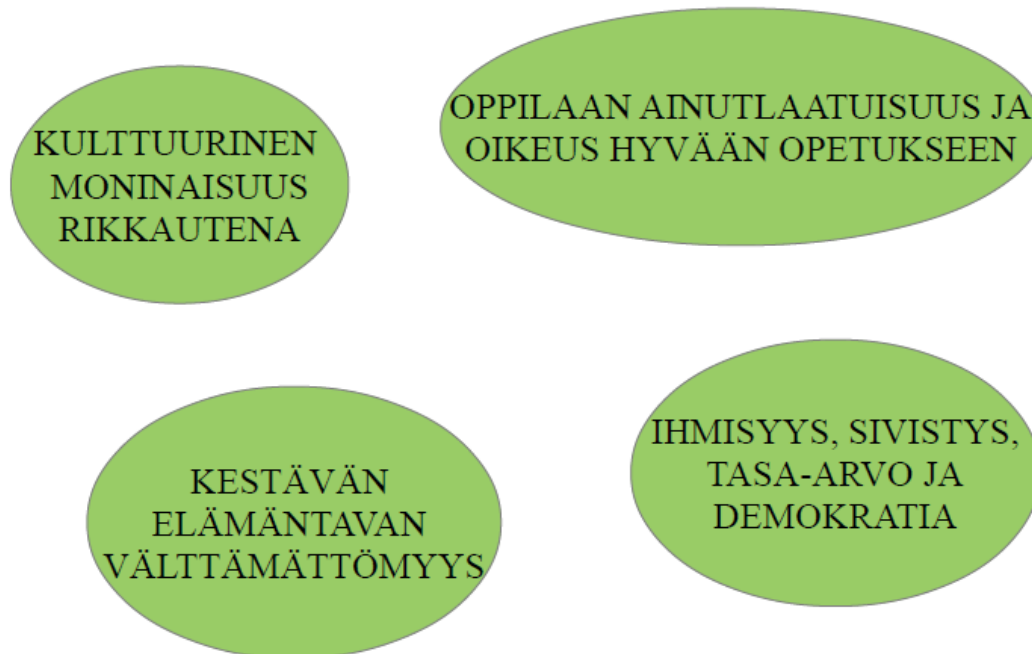 KULTTUURINEN
MONINAISUUS
RIKKAUTENA
OPPILAAN AINUTLAATUISUUS JA
OIKEUS HYVÄÄN OPETUKSEEN
KESTÄVÄN
ELÄMÄNTAVAN
VÄLTTÄMÄTTÖMYYS
IHMISYYS, SIVISTYS,
TASA-ARVO JA
DEMOKRATIA